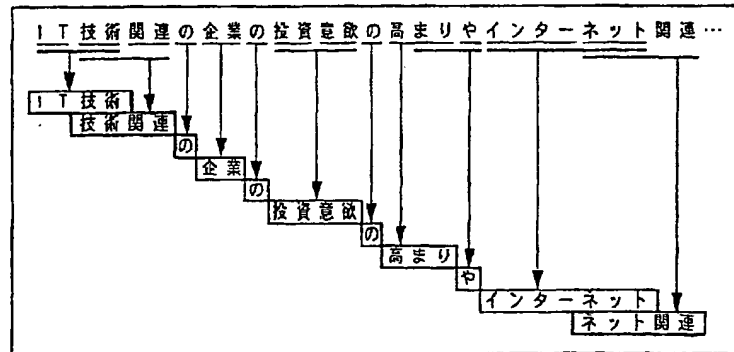 IT技術関連の企業の投資意欲の高まりやインターネット関連…
IT技術
技術関連
の
企業
の
投資意欲
の
高まり
や
インターネット
ネット関連